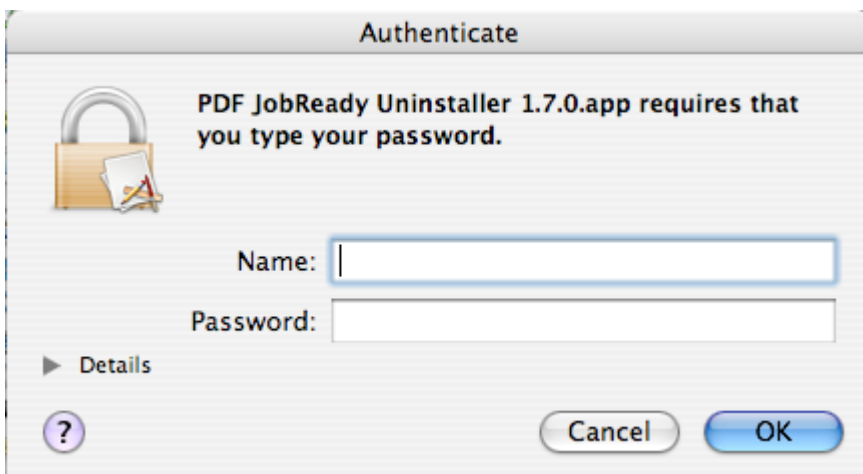 Authenticate
PDF JobReady Uninstaller 1.7.0.app requires that
you type your password.
Name:
Password:
Details
?
Cancel
OK